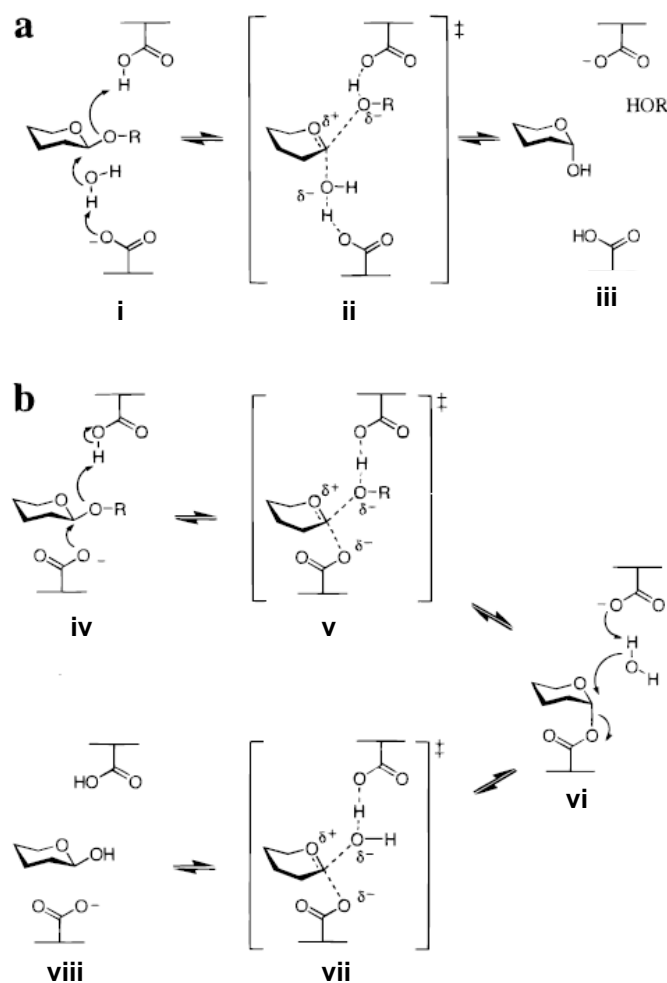 a
O O
H
O
O–R
O–H
H
–O O
i
‡
O O
H
O–R
δ–
O δ+
O–H
δ–
H
O O
ii
–O O
HOR
O
OH
HO O
iii
b
O O
H
O
O–R
O O–
iv
‡
O O
H
O–R
δ–
O δ+
δ–
O O
v
–O O
H
O–H
O
O O
vi
HO O
O
OH
O O–
viii
‡
O O
H
O–H
δ–
O δ+
δ–
O O
vii